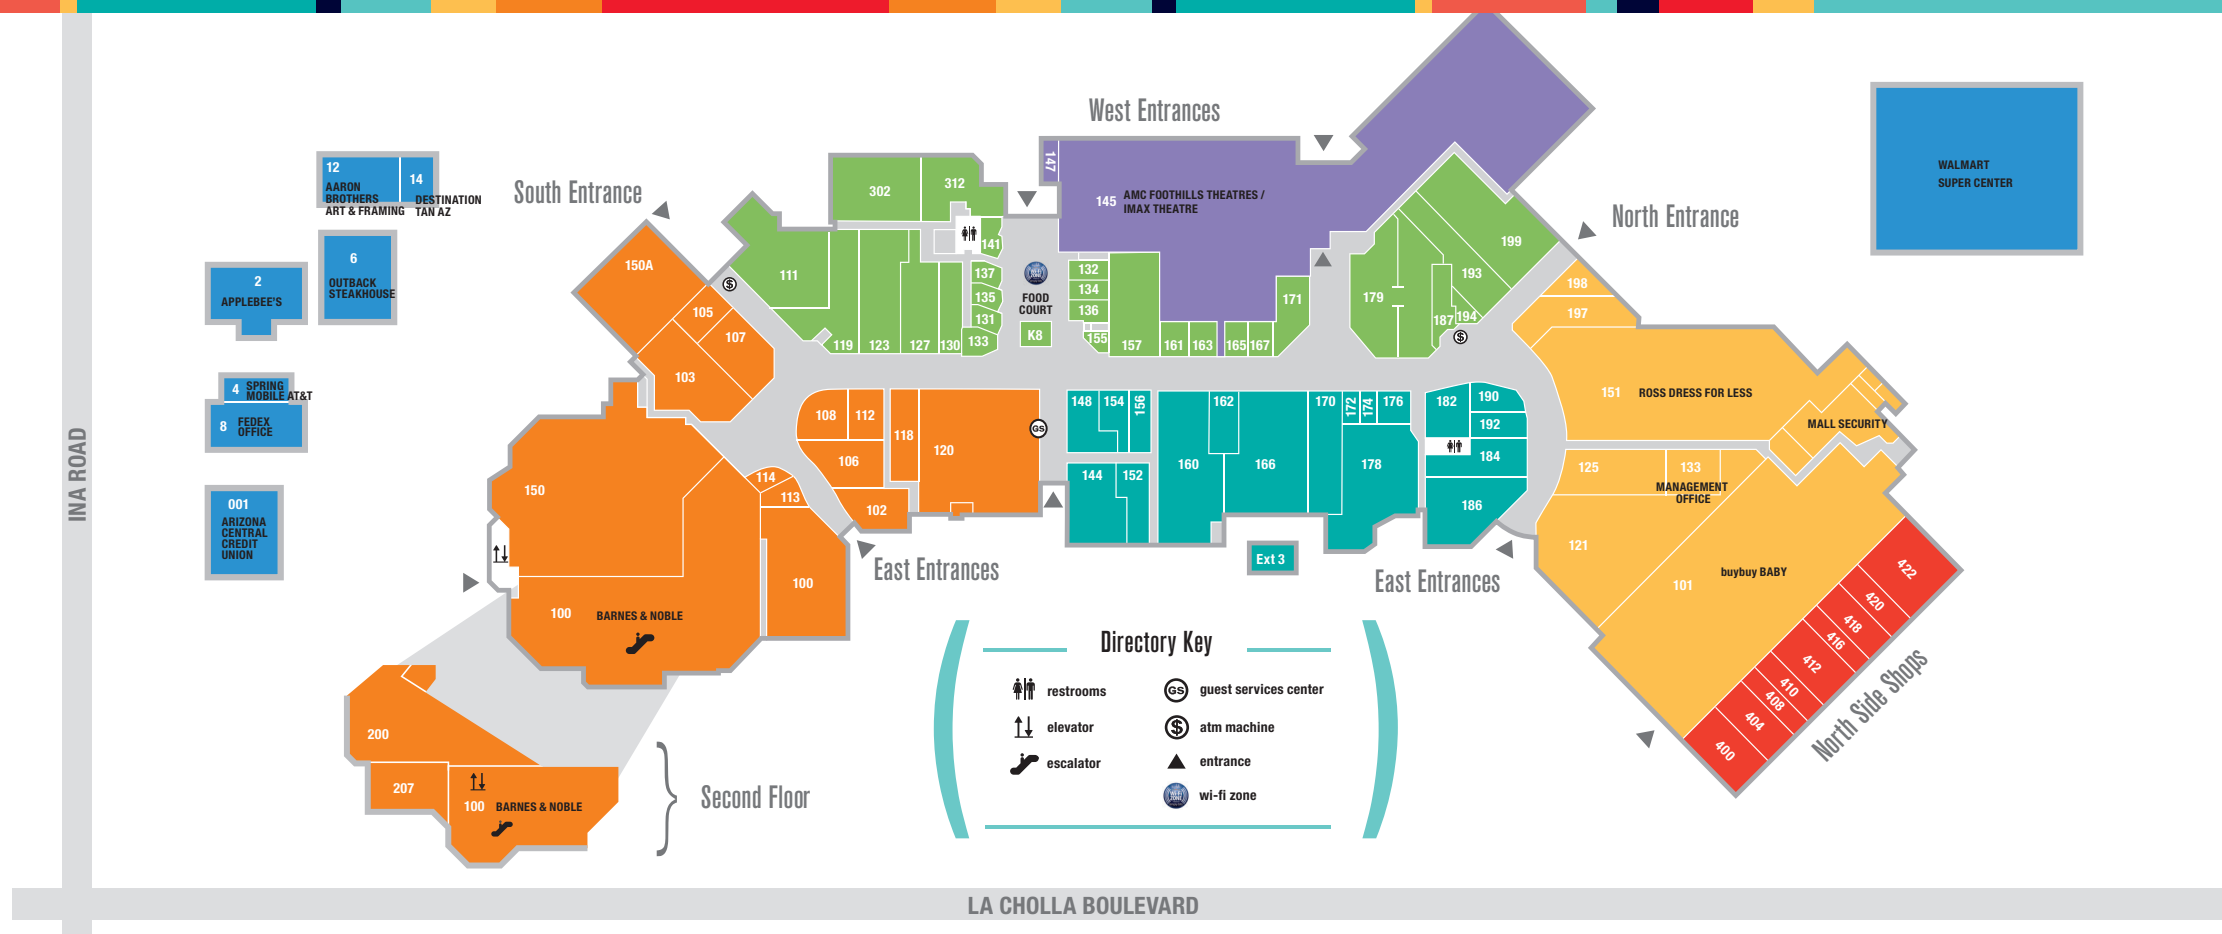 West Entrances
South Entrance
North Entrance
12
AARON
BROTHERS
ART & FRAMING
14
DESTINATION
TAN AZ
6
OUTBACK
STEAKHOUSE
2
APPLEBEE'S
4
SPRING
MOBILE AT&T
8
FEDEX
OFFICE
001
ARIZONA
CENTRAL
CREDIT
UNION
INA ROAD
150A
105
107
103
111
119
123
127
130
302
312
141
137
135
131
133
WI-FI
ZONE
FOOD
COURT
K8
147
145
AMC FOOTHILLS THEATRES /
IMAX THEATRE
132
134
136
155
157
161
163
165
167
171
179
187
194
193
199
$
$
WALMART
SUPER CENTER
198
197
151
ROSS DRESS FOR LESS
MALL SECURITY
125
133
MANAGEMENT
OFFICE
121
101
buybuy BABY
108
112
106
102
118
120
GS
114
113
150
100
BARNES & NOBLE
100
148
154
156
144
152
160
162
166
170
172
174
176
178
182
190
192
184
186
Ext 3
East Entrances
East Entrances
422
420
418
416
412
410
408
404
400
North Side Shops
200
207
100
BARNES & NOBLE
Second Floor
Directory Key
restrooms
GS
guest services center
elevator
$
atm machine
escalator
entrance
WI-FI
ZONE
wi-fi zone
LA CHOLLA BOULEVARD